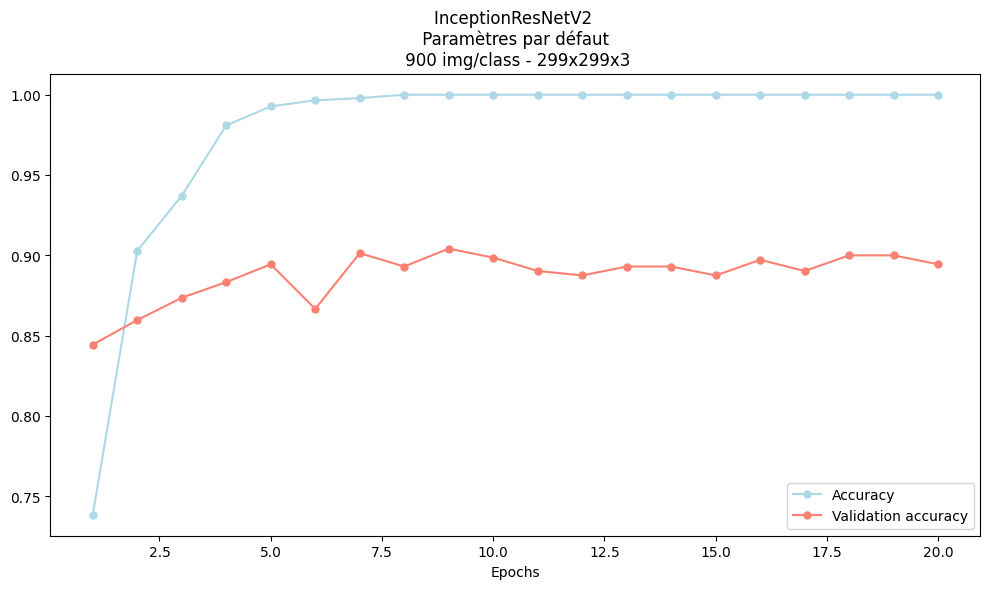 InceptionResNetV2
Paramètres par défaut
900 img/class - 299x299x3
1.00
0.95
0.90
0.85
0.80
0.75
Accuracy
Validation accuracy
2.5
5.0
7.5
10.0
12.5
15.0
17.5
20.0
Epochs